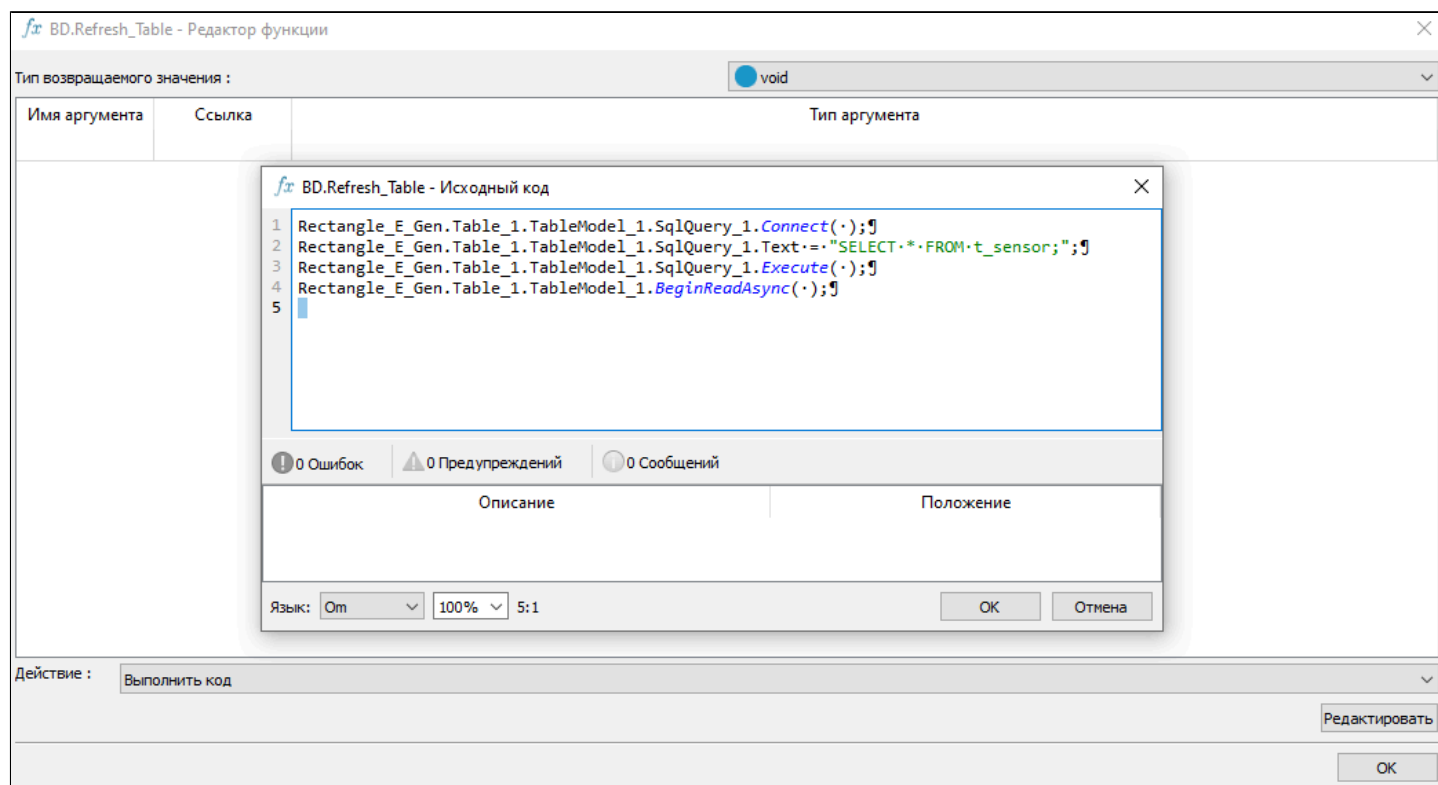 fx BD.Refresh_Table - Редактор функции
Тип возвращаемого значения :
void
Имя аргумента Ссылка Тип аргумента
fx BD.Refresh_Table - Исходный код
1 Rectangle_E_Gen.Table_1.TableModel_1.SqlQuery_1.Connect(·);¶
2 Rectangle_E_Gen.Table_1.TableModel_1.SqlQuery_1.Text·=·"SELECT·*·FROM·t_sensor;";¶
3 Rectangle_E_Gen.Table_1.TableModel_1.SqlQuery_1.Execute(·);¶
4 Rectangle_E_Gen.Table_1.TableModel_1.BeginReadAsync(·);¶
5
0 Ошибок 0 Предупреждений 0 Сообщений
Описание Положение
Язык: Om 100% 5:1 OK Отмена
Действие : Выполнить код
Редактировать
OK